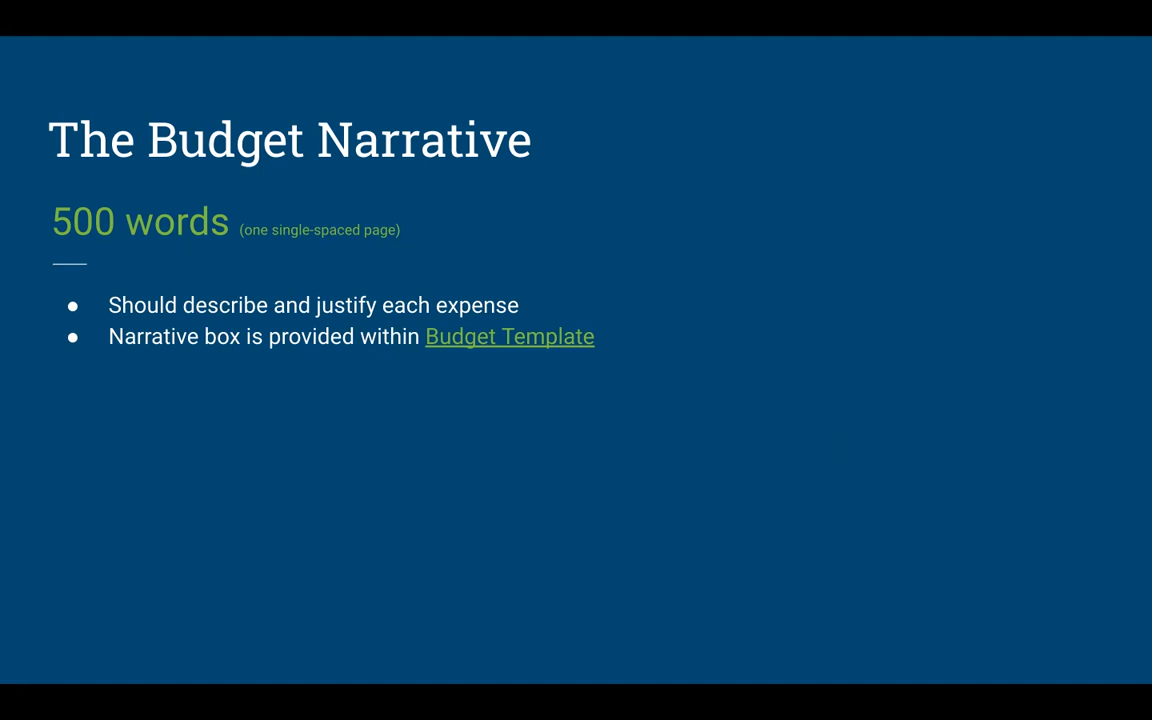 The Budget Narrative
500 words (one single-spaced page)
● Should describe and justify each expense
● Narrative box is provided within Budget Template